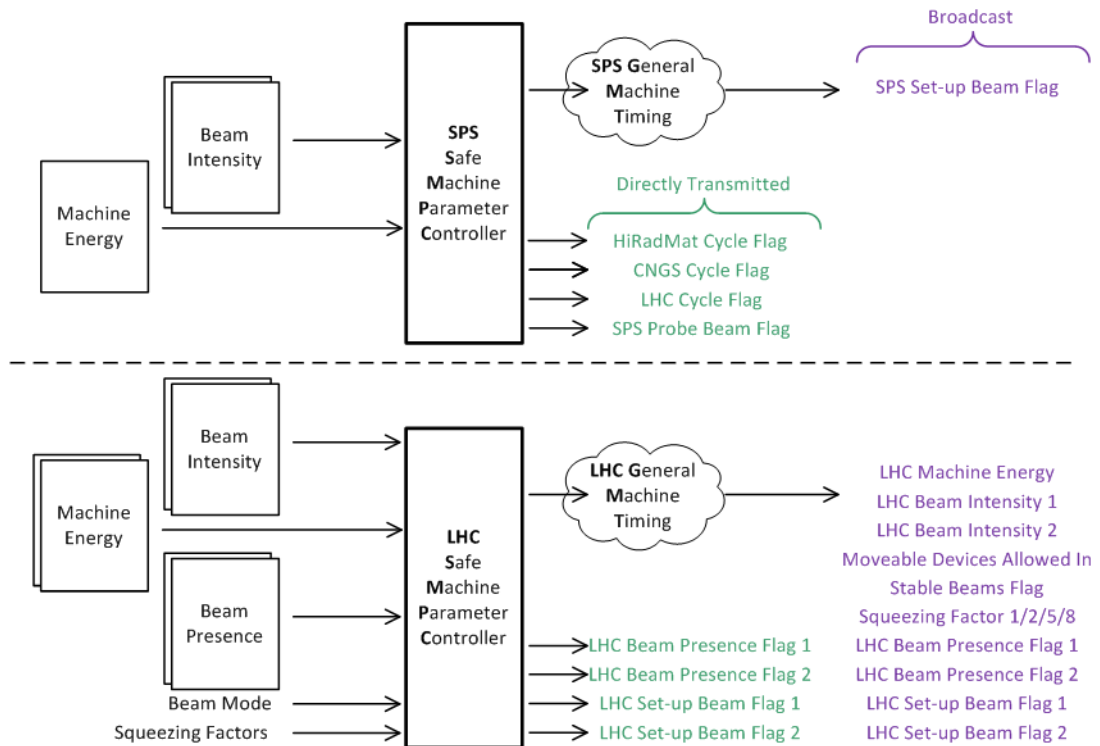 Broadcast
SPS General
Machine
Timing
SPS Set-up Beam Flag
Beam
Intensity
SPS
Safe
Machine
Parameter
Controller
Machine
Energy
Directly Transmitted
HiRadMat Cycle Flag
CNGS Cycle Flag
LHC Cycle Flag
SPS Probe Beam Flag
Beam
Intensity
Machine
Energy
Beam
Presence
Beam Mode
Squeezing Factors
LHC
Safe
Machine
Parameter
Controller
LHC General
Machine
Timing
LHC Beam Presence Flag 1
LHC Beam Presence Flag 2
LHC Set-up Beam Flag 1
LHC Set-up Beam Flag 2
LHC Machine Energy
LHC Beam Intensity 1
LHC Beam Intensity 2
Moveable Devices Allowed In
Stable Beams Flag
Squeezing Factor 1/2/5/8
LHC Beam Presence Flag 1
LHC Beam Presence Flag 2
LHC Set-up Beam Flag 1
LHC Set-up Beam Flag 2